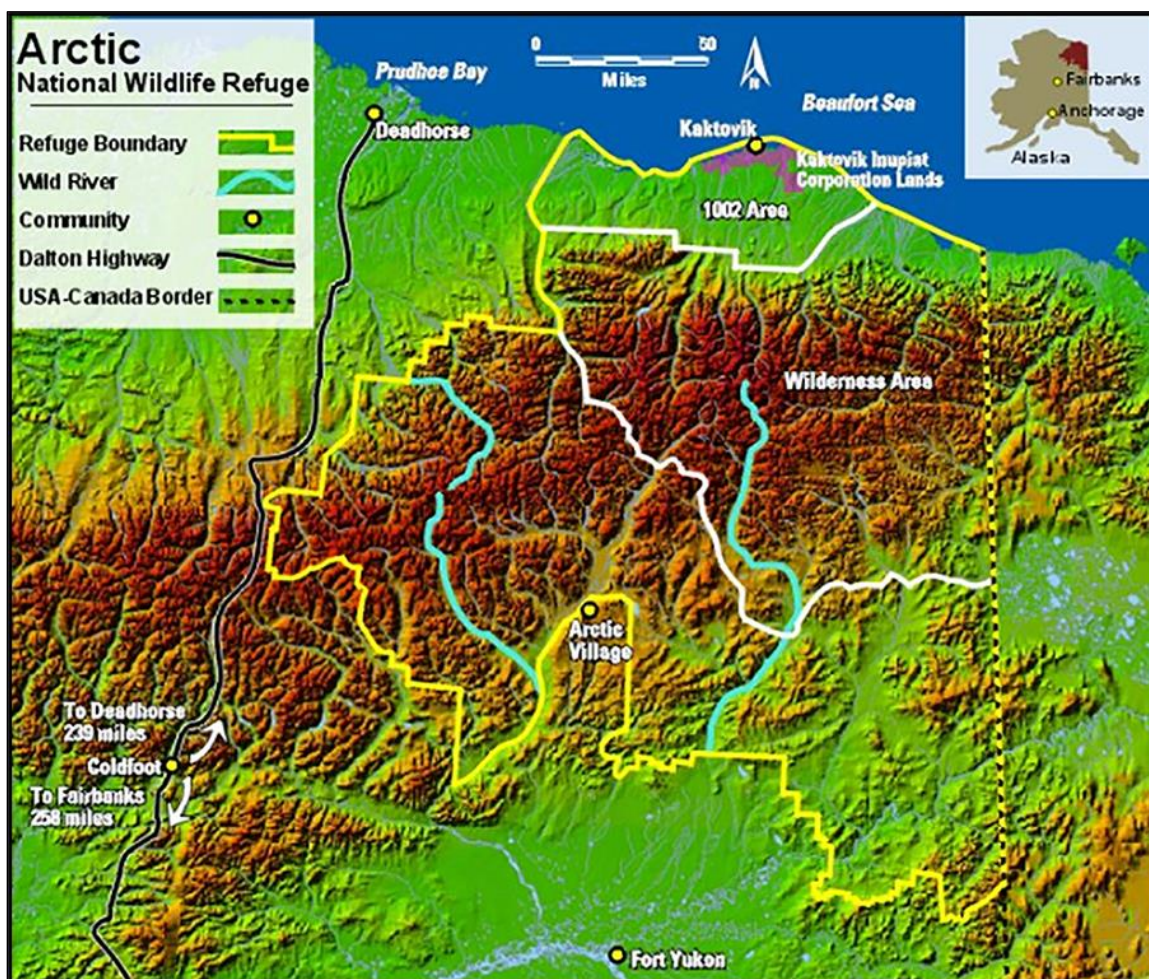 Arctic
National Wildlife Refuge
Refuge Boundary
Wild River
Community
Dalton Highway
USA-Canada Border
Prudhoe Bay
Deadhorse
0 50
Miles
N
Beaufort Sea
Kaktovik
Kaktovik Inupiat
Corporation Lands
1002 Area
Fairbanks
Anchorage
Alaska
Wilderness Area
Arctic
Village
To Deadhorse
239 miles
Coldfoot
To Fairbanks
258 miles
Fort Yukon